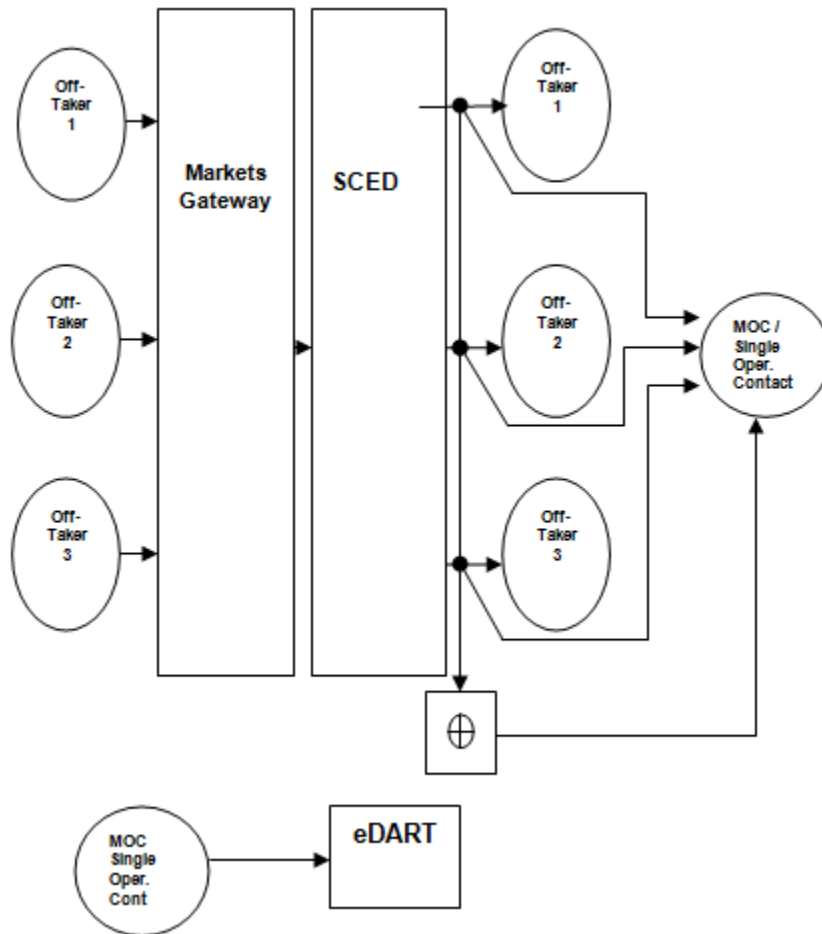 Off-
Taker
1
Off-
Taker
1
Markets
Gateway
SCED
Off-
Taker
2
Off-
Taker
2
MOC /
Single
Oper.
Contact
Off-
Taker
3
Off-
Taker
3
eDART
MOC
Single
Oper.
Cont